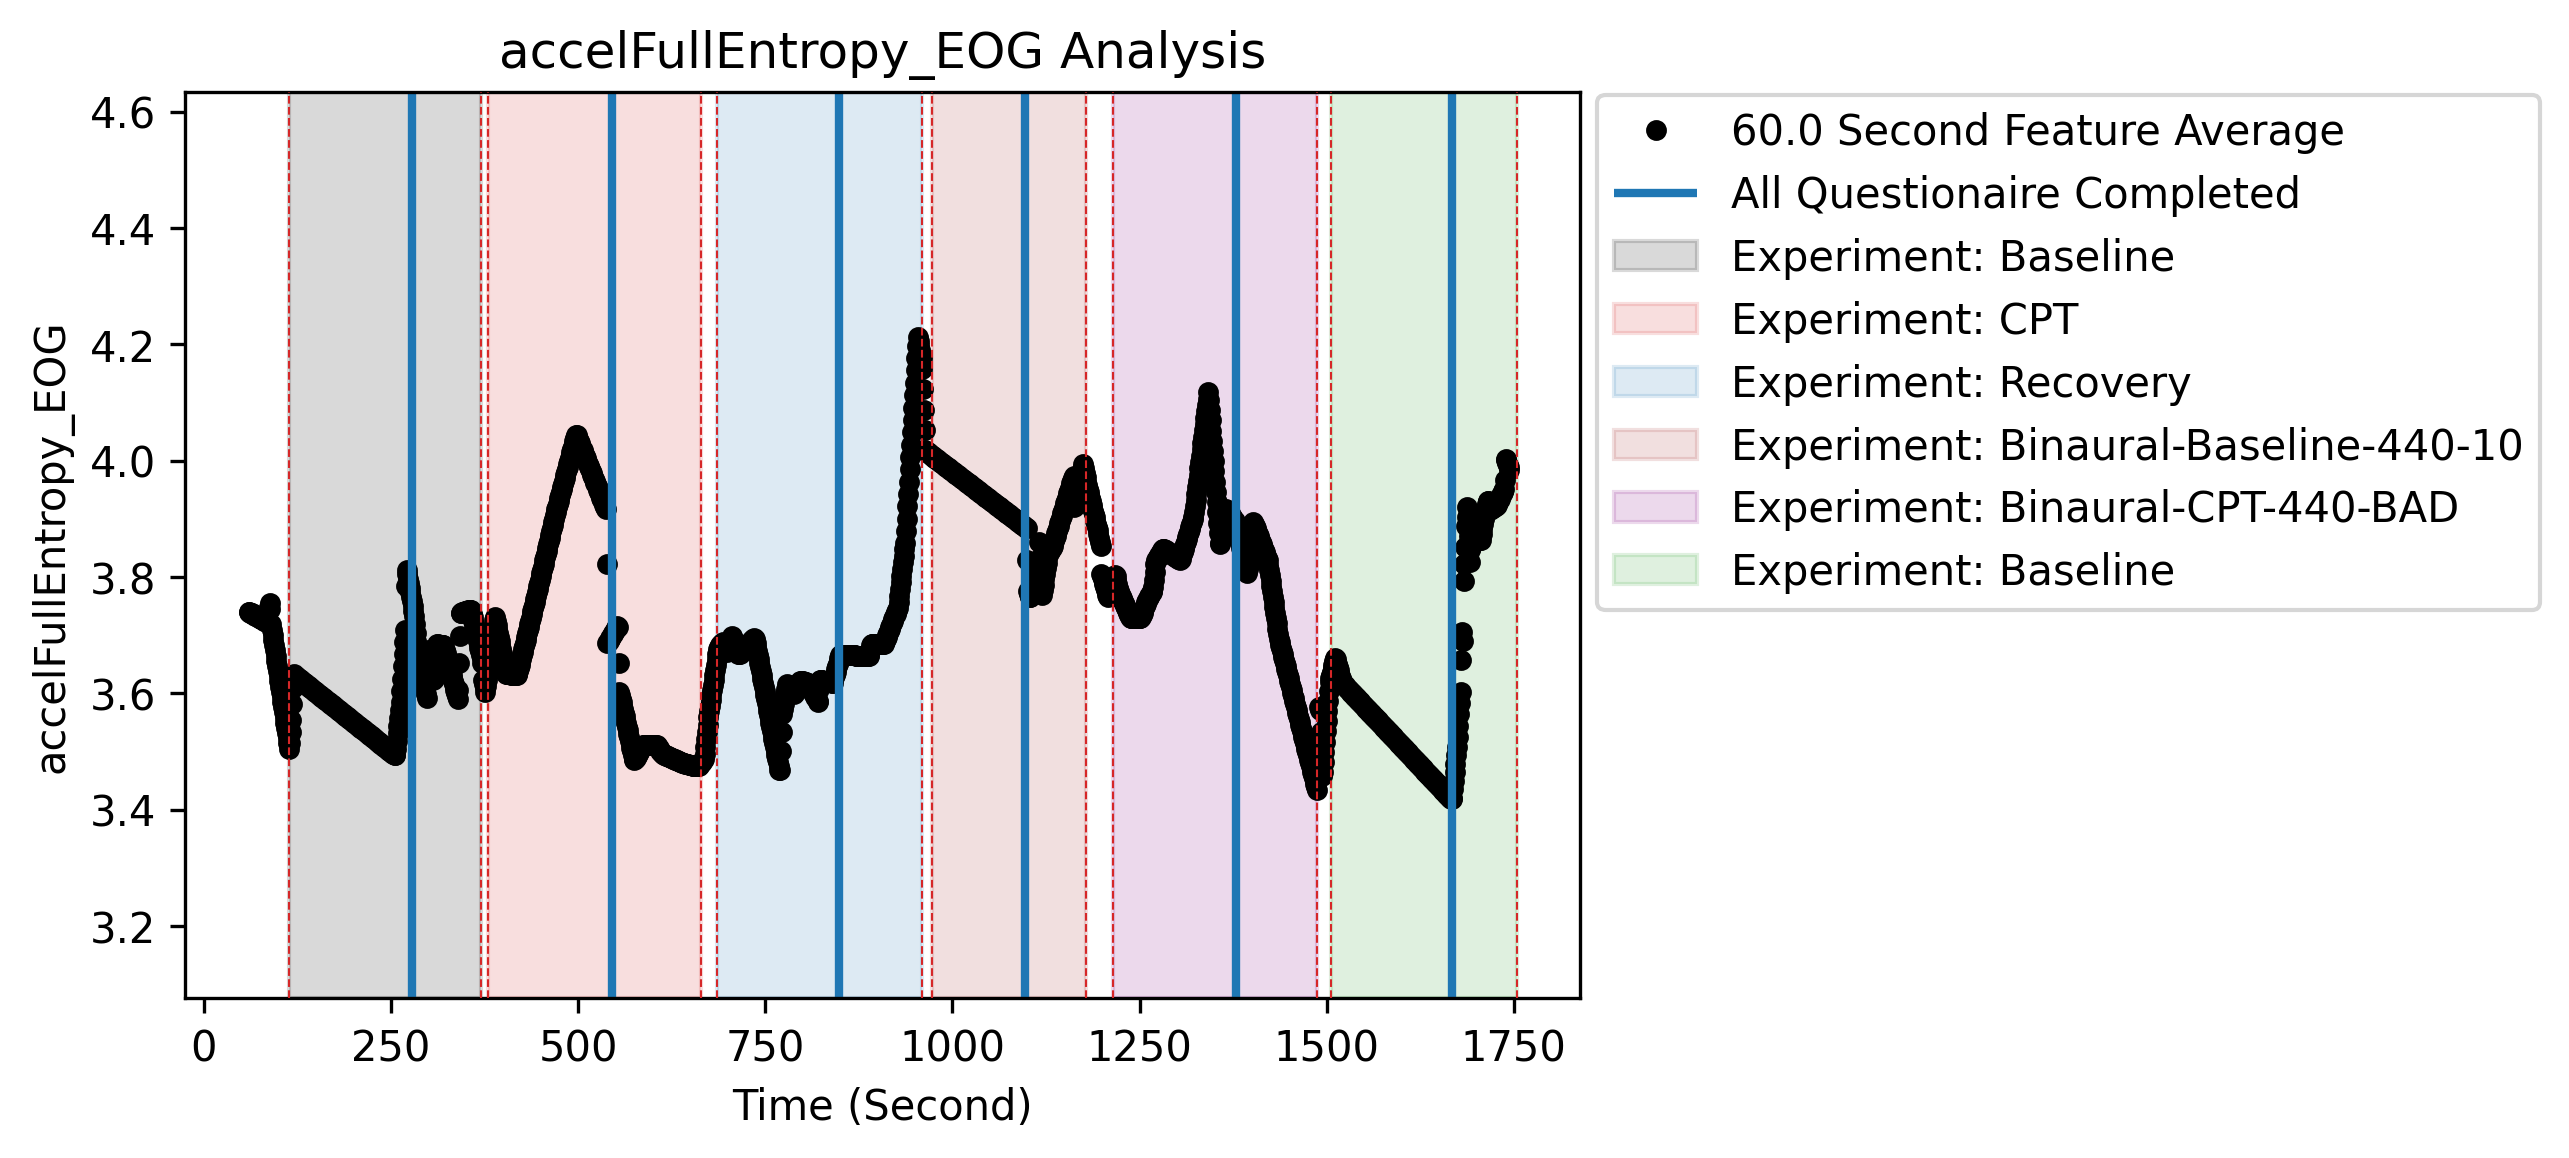 accelFullEntropy_EOG Analysis
accelFullEntropy_EOG
4.6
4.4
4.2
4.0
3.8
3.6
3.4
3.2
0 250 500 750 1000 1250 1500 1750
Time (Second)
60.0 Second Feature Average
All Questionaire Completed
Experiment: Baseline
Experiment: CPT
Experiment: Recovery
Experiment: Binaural-Baseline-440-10
Experiment: Binaural-CPT-440-BAD
Experiment: Baseline